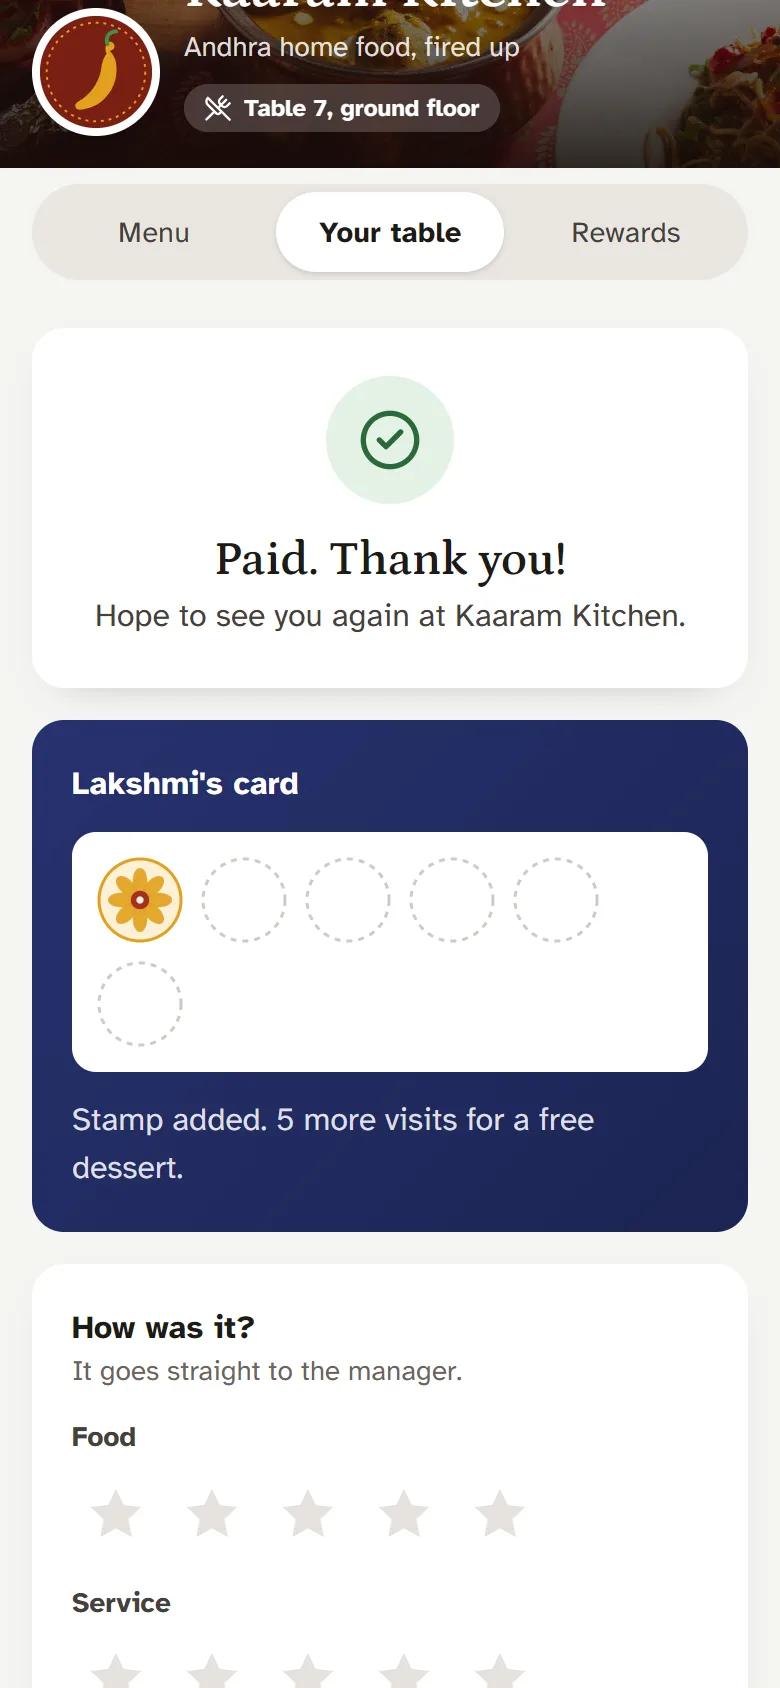 Kaaram Kitchen
Andhra home food, fired up
Table 7, ground floor
Menu
Your table
Rewards
Paid. Thank you!
Hope to see you again at Kaaram Kitchen.
Lakshmi's card
Stamp added. 5 more visits for a free
dessert.
How was it?
It goes straight to the manager.
Food
Service